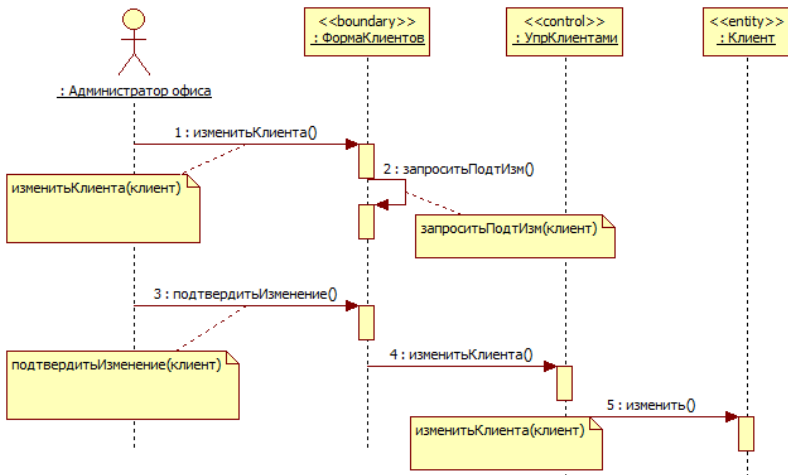 <<boundary>>
: ФормаКлиентов
<<control>>
: УпрКлиентами
<<entity>>
: Клиент
: Администратор офиса
1 : изменитьКлиента()
2 : запроситьПодтИзм()
изменитьКлиента(клиент)
запроситьПодтИзм(клиент)
3 : подтвердитьИзменение()
подтвердитьИзменение(клиент)
4 : изменитьКлиента()
5 : изменить()
изменитьКлиента(клиент)